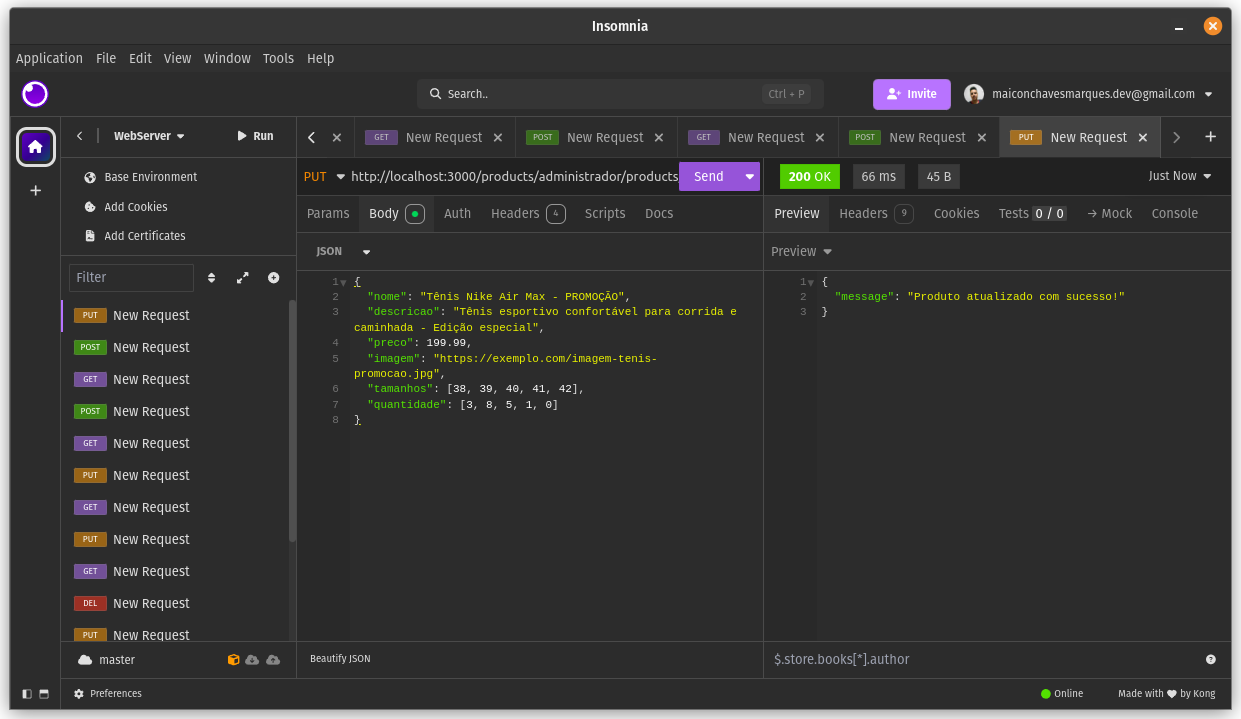 Insomnia
Application File Edit View Window Tools Help
Search.. Ctrl + P
Invite
maiconchavesmarques.dev@gmail.com
WebServer
Run
GET New Request
POST New Request
GET New Request
POST New Request
PUT New Request
Base Environment
Add Cookies
Add Certificates
Filter
PUT New Request
POST New Request
GET New Request
POST New Request
GET New Request
PUT New Request
GET New Request
PUT New Request
GET New Request
DEL New Request
PUT New Request
master
PUT http://localhost:3000/products/administrador/products Send
Params Body Auth Headers 4 Scripts Docs
JSON
1 {
2 "nome": "Tênis Nike Air Max - PROMOÇÃO",
3 "descricao": "Tênis esportivo confortável para corrida e
caminhada - Edição especial",
4 "preco": 199.99,
5 "imagem": "https://exemplo.com/imagem-tenis-
promocao.jpg",
6 "tamanhos": [38, 39, 40, 41, 42],
7 "quantidade": [3, 8, 5, 1, 0]
8 }
Beautify JSON
200 OK 66 ms 45 B Just Now
Preview Headers 9 Cookies Tests 0 / 0 Mock Console
Preview
1 {
2 "message": "Produto atualizado com sucesso!"
3 }
$.store.books[*].author
Preferences
Online
Made with ♥ by Kong